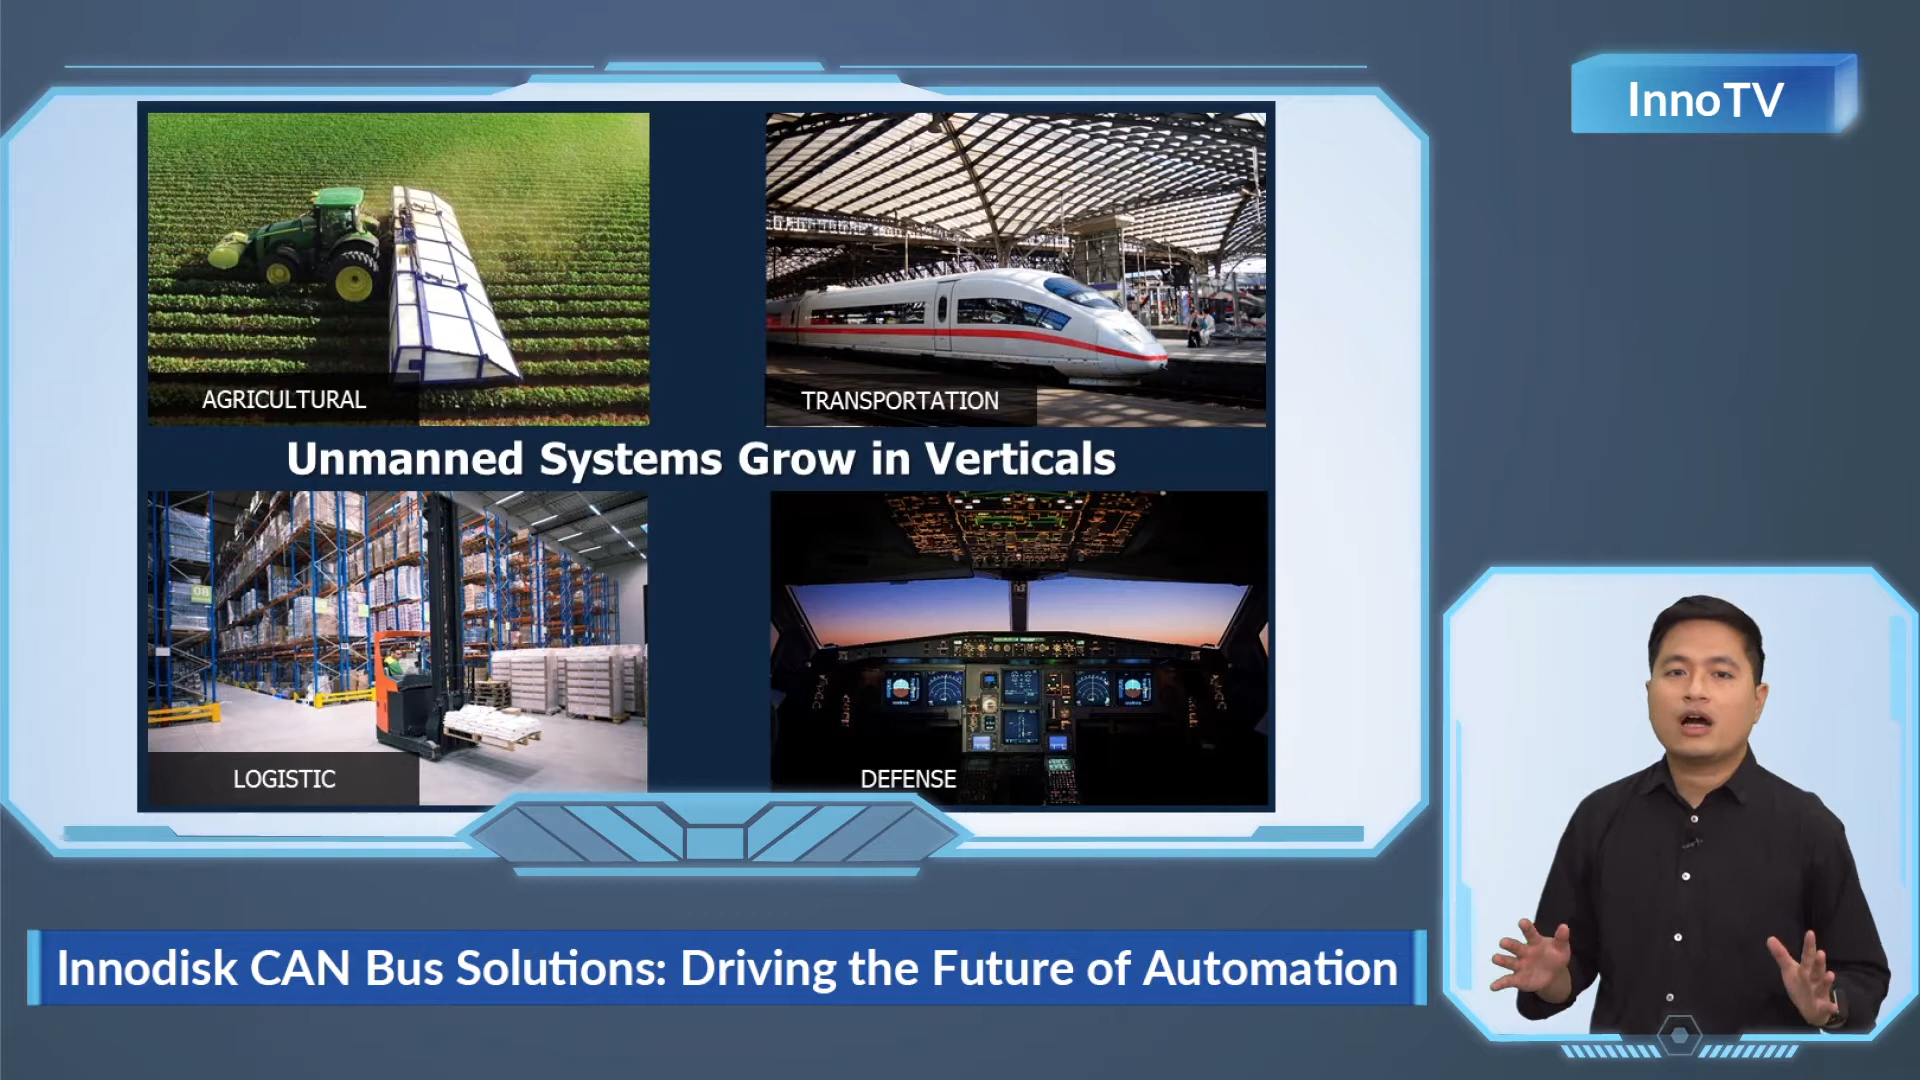 InnoTV
AGRICULTURAL
TRANSPORTATION
Unmanned Systems Grow in Verticals
08
LOGISTIC
DEFENSE
Innodisk CAN Bus Solutions: Driving the Future of Automation